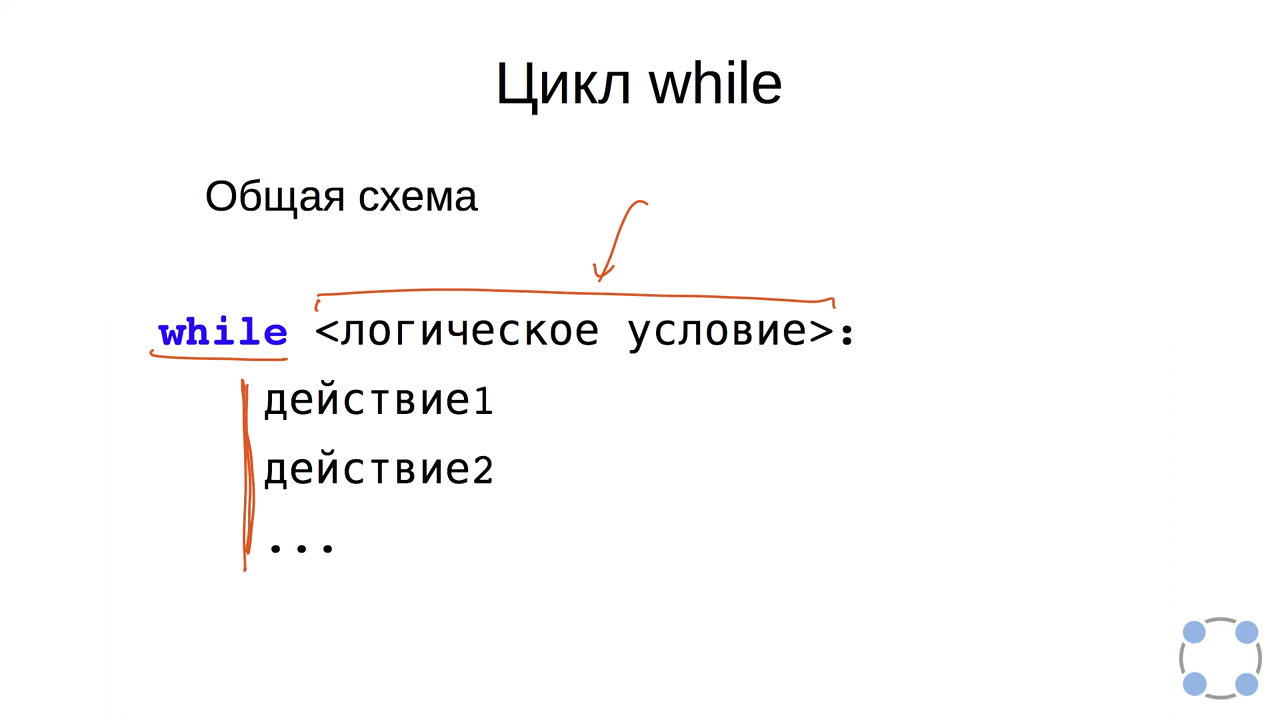 Цикл while
Общая схема
while <логическое условие>:
действие1
действие2
...